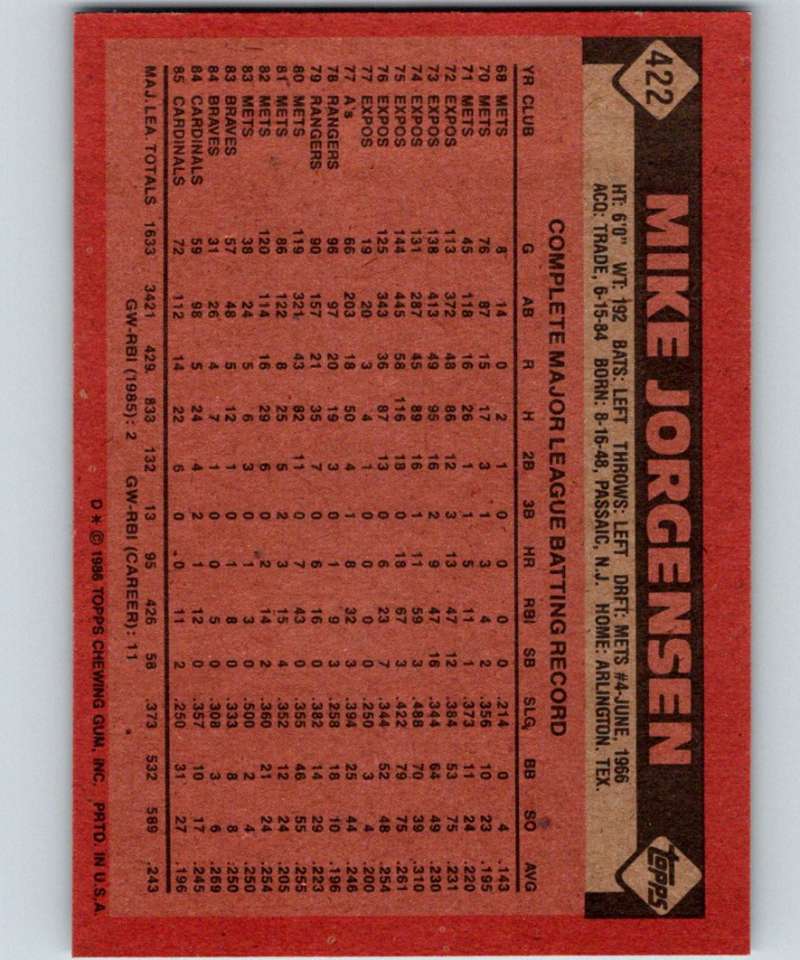 422
MIKE JORGENSEN
topps
HT: 6'0" WT: 192 BATS: LEFT THROWS: LEFT DRFT: METS #4-JUNE, 1966
ACQ: TRADE, 6-15-84 BORN: 8-16-48, PASSAIC, N.J. HOME: ARLINGTON, TEX.
COMPLETE MAJOR LEAGUE BATTING RECORD
YR CLUB G AB R H 2B 3B HR RBI SB SLG BB SO AVG
68 METS 8 14 0 2 1 0 0 0 0 .214 0 4 .143
70 METS 76 87 15 17 3 1 3 4 2 .356 10 23 .195
71 METS 45 118 16 26 1 1 5 11 1 .373 11 24 .220
72 EXPOS 113 372 48 86 12 3 13 47 12 .384 53 75 .231
73 EXPOS 138 413 49 95 16 2 9 47 16 .344 64 49 .230
74 EXPOS 131 287 45 89 16 1 11 59 3 .488 70 39 .310
75 EXPOS 144 445 58 116 18 0 18 67 3 .422 79 75 .261
76 EXPOS 125 343 36 87 13 0 6 23 7 .344 52 48 .254
77 EXPOS 19 20 3 4 1 0 0 0 0 .250 3 4 .200
77 A's 66 203 18 50 4 1 8 32 3 .394 25 44 .246
78 RANGERS 96 97 20 19 3 0 1 9 3 .258 18 10 .196
79 RANGERS 90 157 21 35 7 0 6 16 0 .382 14 29 .223
80 METS 119 321 43 82 11 0 7 43 0 .355 46 55 .255
81 METS 86 122 8 25 5 2 3 15 4 .352 12 24 .205
82 METS 120 114 16 29 6 0 2 14 2 .360 21 24 .254
83 METS 38 24 5 6 3 0 1 3 0 .500 2 4 .250
83 BRAVES 57 48 5 12 1 0 1 8 0 .333 8 8 .250
84 BRAVES 31 26 4 7 1 0 0 5 0 .308 3 6 .269
84 CARDINALS 59 98 5 24 4 2 1 12 0 .357 10 17 .245
85 CARDINALS 72 112 14 22 6 0 0 11 2 .250 31 27 .196
MAJ. LEA. TOTALS 1633 3421 429 833 132 13 95 426 58 .373 532 589 .243
GW-RBI (1985): 2 GW-RBI (CAREER): 11
D * © 1986 TOPPS CHEWING GUM, INC. PRTD. IN U.S.A.